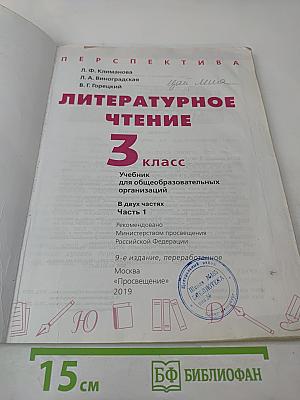 ПЕРСПЕКТИВА
Л. Ф. Климанова
Л. А. Виноградская
В. Г. Горецкий
ЛИТЕРАТУРНОЕ
ЧТЕНИЕ
3 класс
Учебник
для общеобразовательных
организаций
В двух частях
Часть 1
Рекомендовано
Министерством просвещения
Российской Федерации
9-е издание, переработанное
Москва
«Просвещение»
2019
БИБЛИОТЕКА
Ю
15 см
БФ БИБЛИОФАН